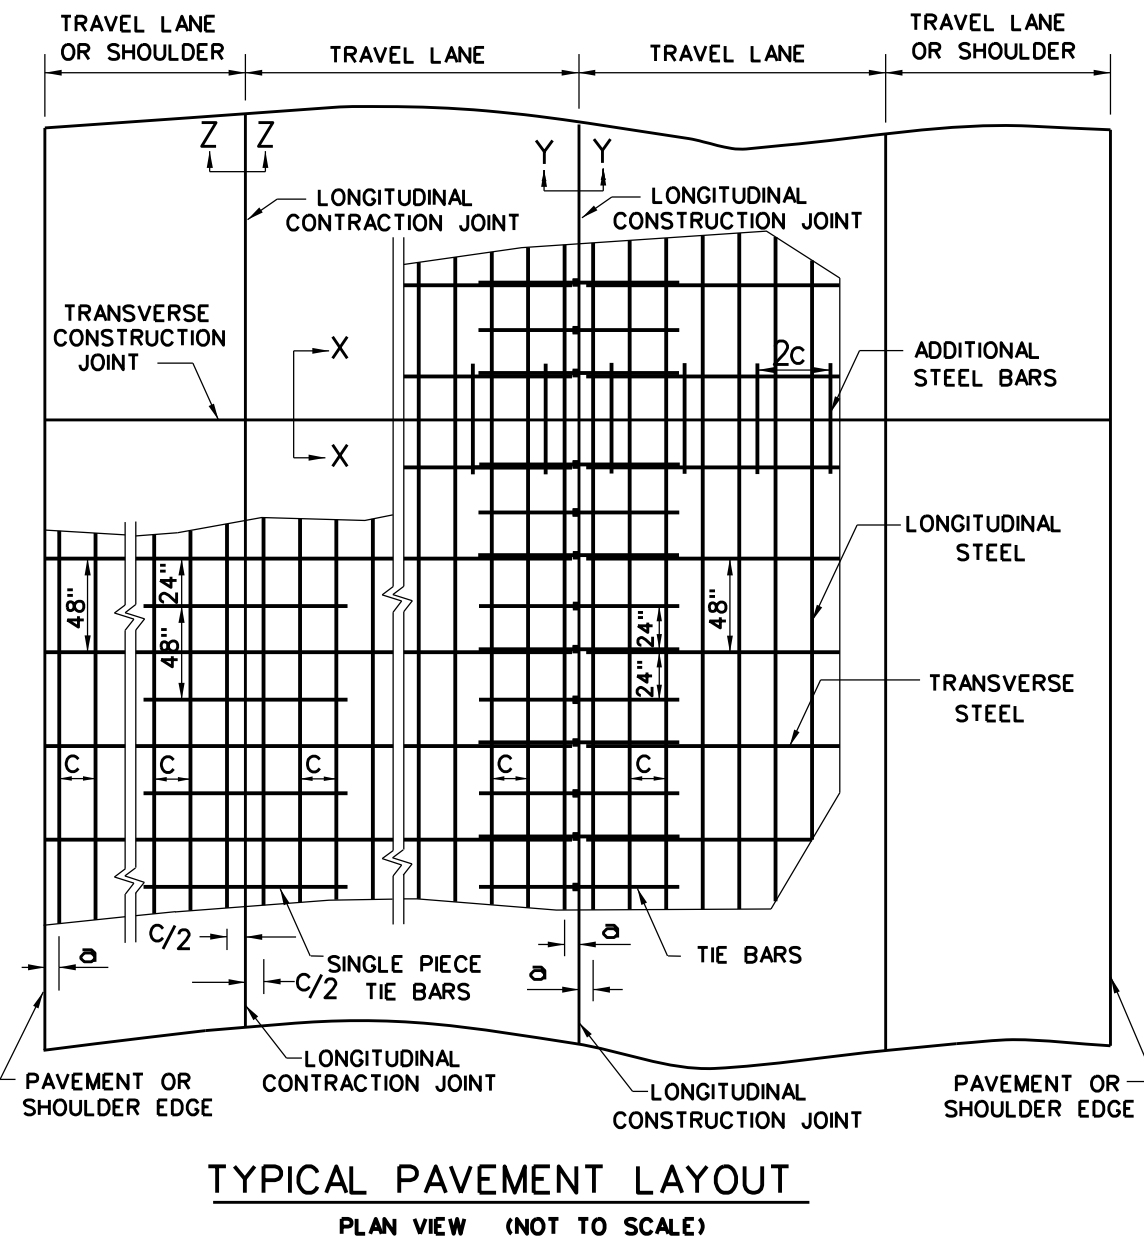 TRAVEL LANE
OR SHOULDER
TRAVEL LANE
TRAVEL LANE
TRAVEL LANE
OR SHOULDER
Z Z
Y Y
LONGITUDINAL
CONTRACTION JOINT
LONGITUDINAL
CONSTRUCTION JOINT
TRANSVERSE
CONSTRUCTION
JOINT
X
X
2c
ADDITIONAL
STEEL BARS
LONGITUDINAL
STEEL
48"
24"
48"
24"
24"
48"
TRANSVERSE
STEEL
C
C
C
C
C
C/2
a
a
SINGLE PIECE
TIE BARS
C/2
a
TIE BARS
LONGITUDINAL
CONTRACTION JOINT
LONGITUDINAL
CONSTRUCTION JOINT
PAVEMENT OR
SHOULDER EDGE
PAVEMENT OR
SHOULDER EDGE
TYPICAL PAVEMENT LAYOUT
PLAN VIEW (NOT TO SCALE)